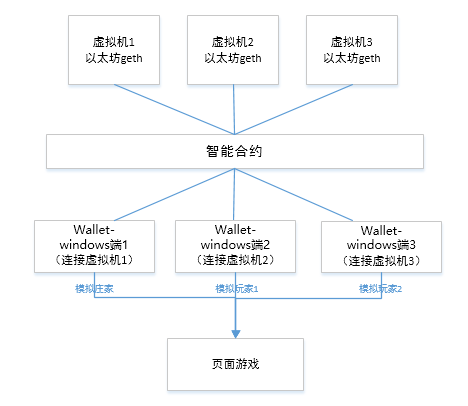 虚拟机1
以太坊geth
虚拟机2
以太坊geth
虚拟机3
以太坊geth
智能合约
Wallet-
windows端1
（连接虚拟机1）
Wallet-
windows端2
（连接虚拟机2）
Wallet-
windows端3
（连接虚拟机3）
模拟庄家
模拟玩家1
模拟玩家2
页面游戏